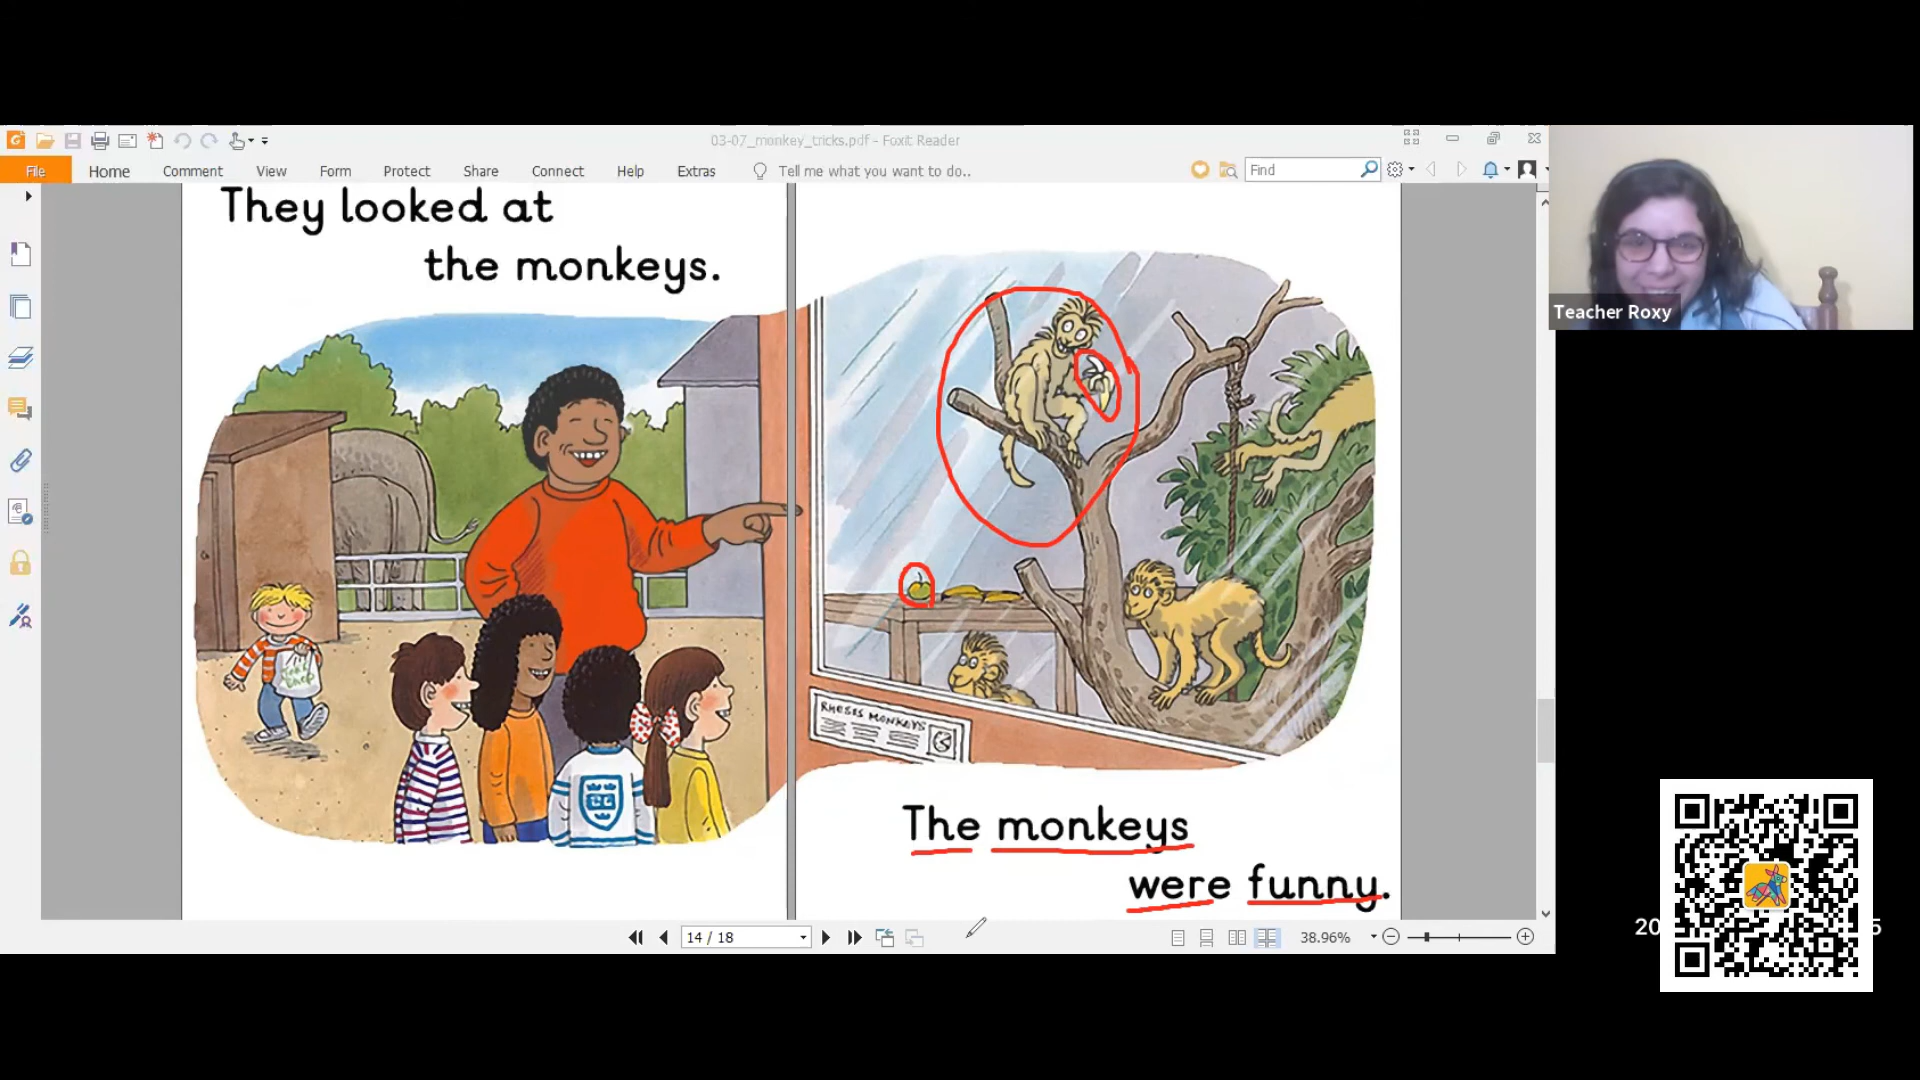 03-07_monkey_tricks.pdf - Foxit Reader
File Home Comment View Form Protect Share Connect Help Extras Tell me what you want to do.. Find
They looked at
the monkeys.
Teacher Roxy
RHESUS MONKEYS
The monkeys
were funny.
14 / 18
38.96%